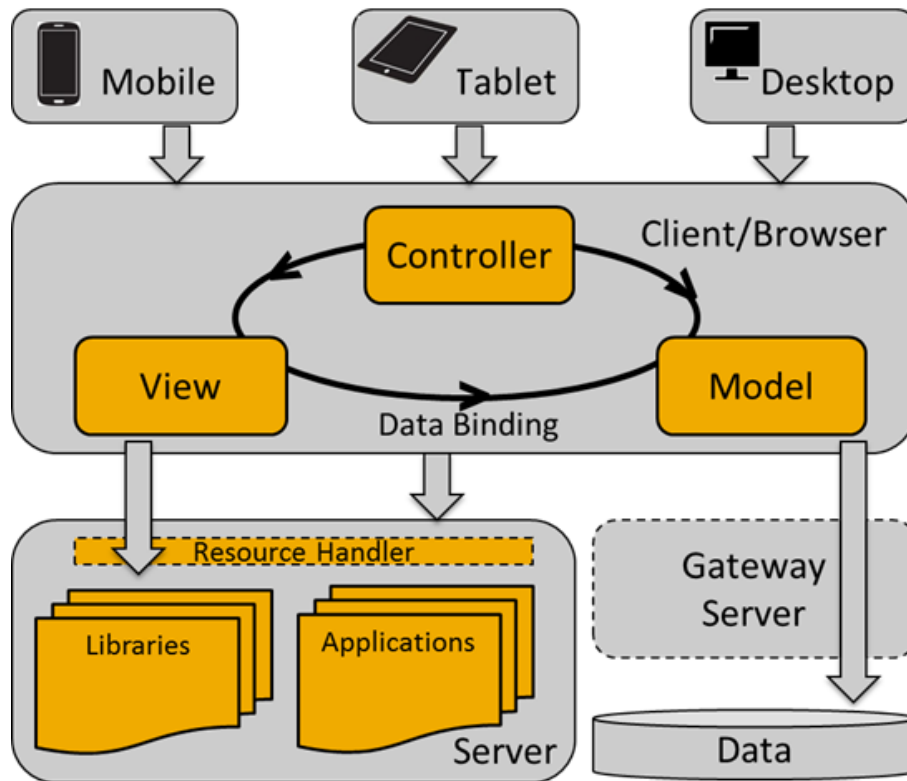 Mobile
Tablet
Desktop
Client/Browser
Controller
View
Model
Data Binding
Resource Handler
Libraries
Applications
Server
Gateway
Server
Data